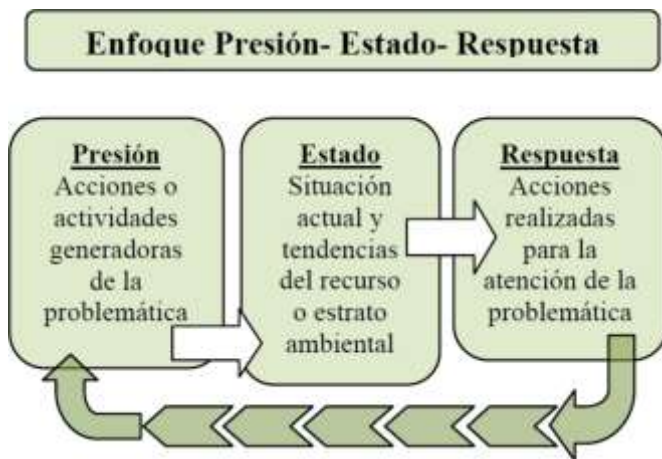 Enfoque Presión- Estado- Respuesta
Presión
Acciones o
actividades
generadoras
de la
problemática
Estado
Situación
actual y
tendencias
del recurso
o estrato
ambiental
Respuesta
Acciones
realizadas
para la
atención de la
problemática